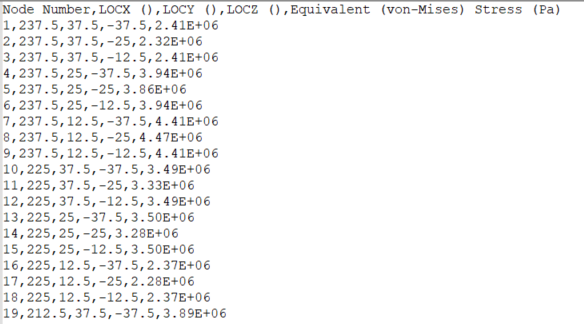 Node Number,LOCX (),LOCY (),LOCZ (),Equivalent (von-Mises) Stress (Pa)
1,237.5,37.5,-37.5,2.41E+06
2,237.5,37.5,-25,2.32E+06
3,237.5,37.5,-12.5,2.41E+06
4,237.5,25,-37.5,3.94E+06
5,237.5,25,-25,3.86E+06
6,237.5,25,-12.5,3.94E+06
7,237.5,12.5,-37.5,4.41E+06
8,237.5,12.5,-25,4.47E+06
9,237.5,12.5,-12.5,4.41E+06
10,225,37.5,-37.5,3.49E+06
11,225,37.5,-25,3.33E+06
12,225,37.5,-12.5,3.49E+06
13,225,25,-37.5,3.50E+06
14,225,25,-25,3.28E+06
15,225,25,-12.5,3.50E+06
16,225,12.5,-37.5,2.37E+06
17,225,12.5,-25,2.28E+06
18,225,12.5,-12.5,2.37E+06
19,212.5,37.5,-37.5,3.89E+06